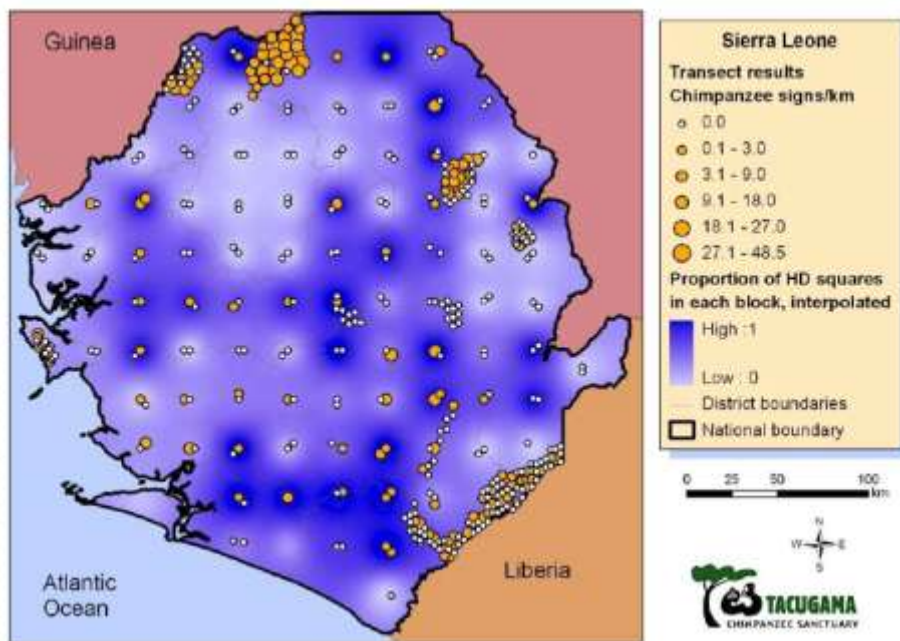 Guinea
Atlantic
Ocean
Liberia
Sierra Leone
Transect results
Chimpanzee signs/km
0.0
0.1 - 3.0
3.1 - 9.0
9.1 - 18.0
18.1 - 27.0
27.1 - 48.5
Proportion of HD squares
in each block, interpolated
High :1
Low : 0
District boundaries
National boundary
0 25 50 100
km
N
W E
S
TACUGAMA
CHIMPANZEE SANCTUARY